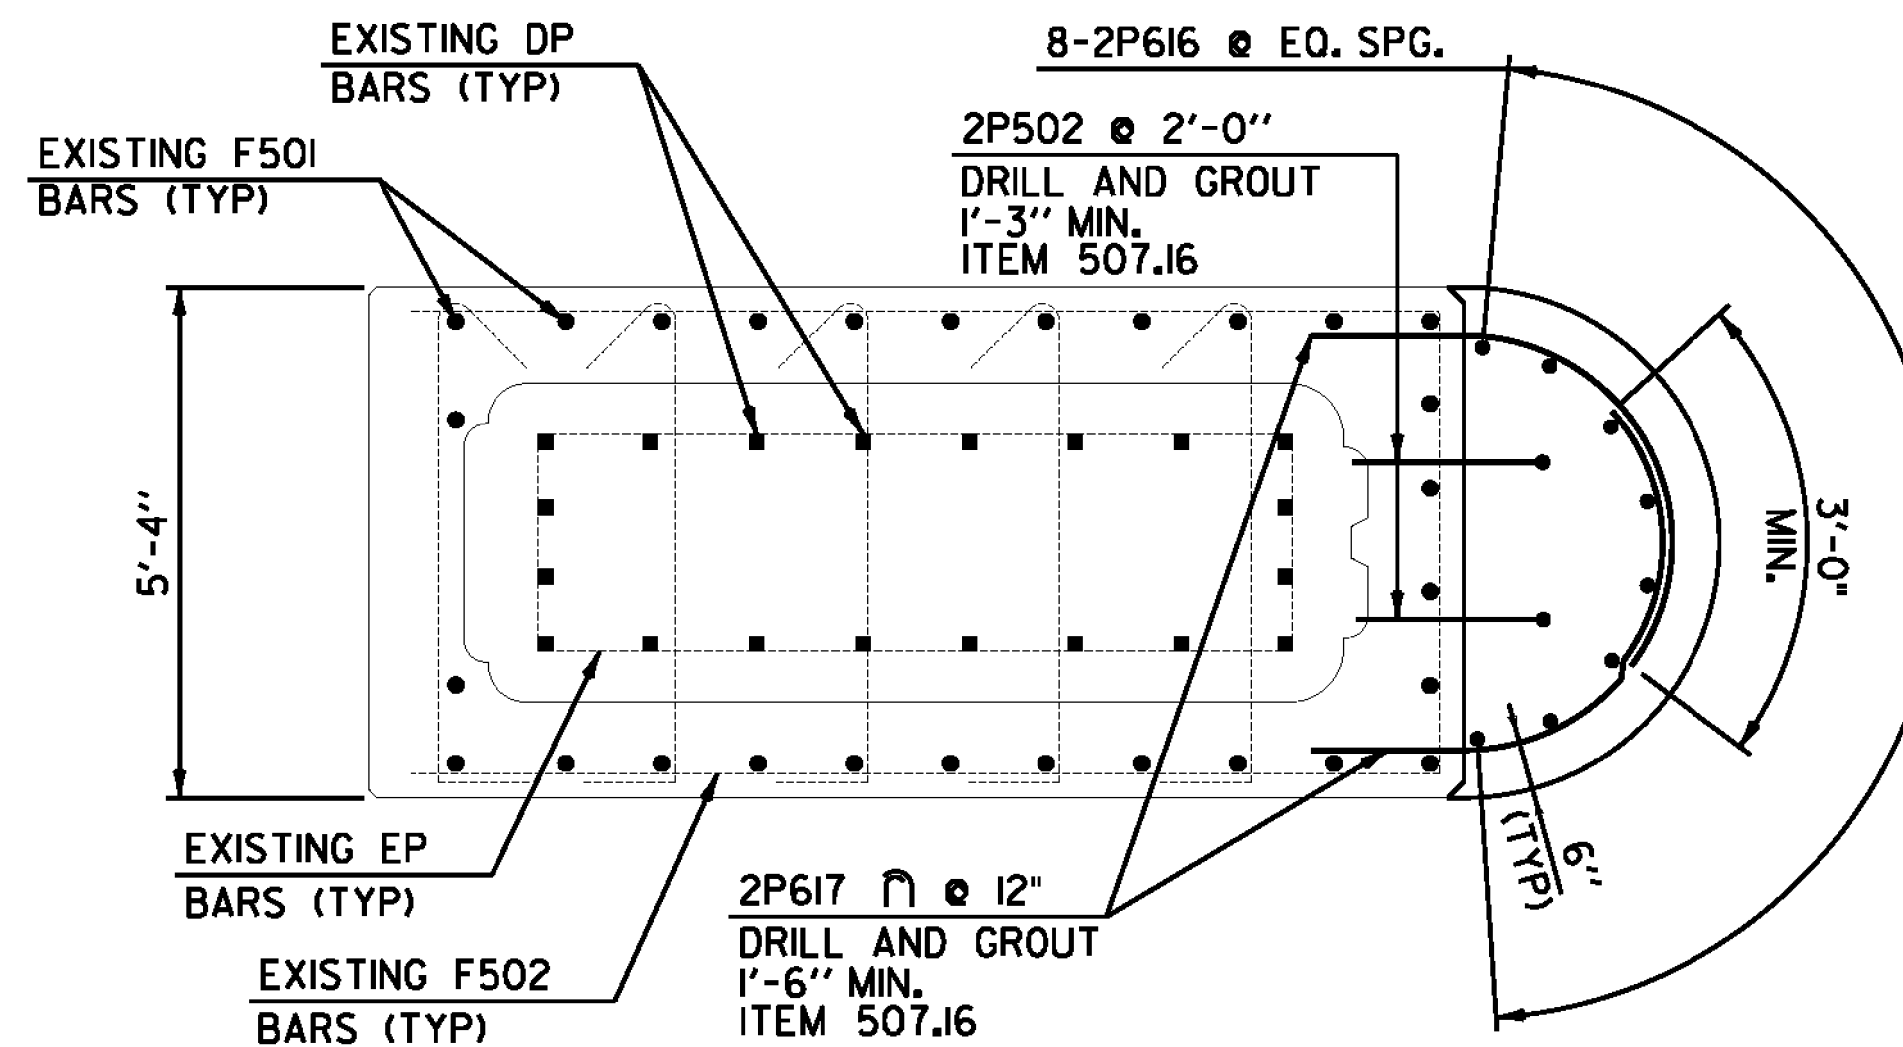 EXISTING DP
BARS (TYP)
8-2P616 @ EQ. SPG.
EXISTING F501
BARS (TYP)
2P502 @ 2'-0"
DRILL AND GROUT
1'-3" MIN.
ITEM 507.16
5'-4"
3'-0"
MIN.
6"
(TYP)
EXISTING EP
BARS (TYP)
2P617 ⋂ @ 12"
DRILL AND GROUT
1'-6" MIN.
ITEM 507.16
EXISTING F502
BARS (TYP)